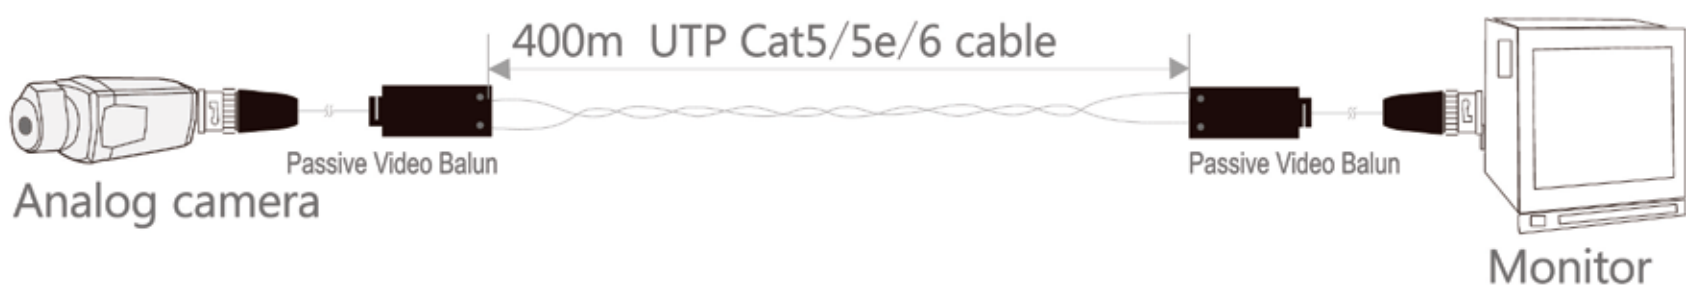 400m UTP Cat5/5e/6 cable
Passive Video Balun
Passive Video Balun
Analog camera
Monitor